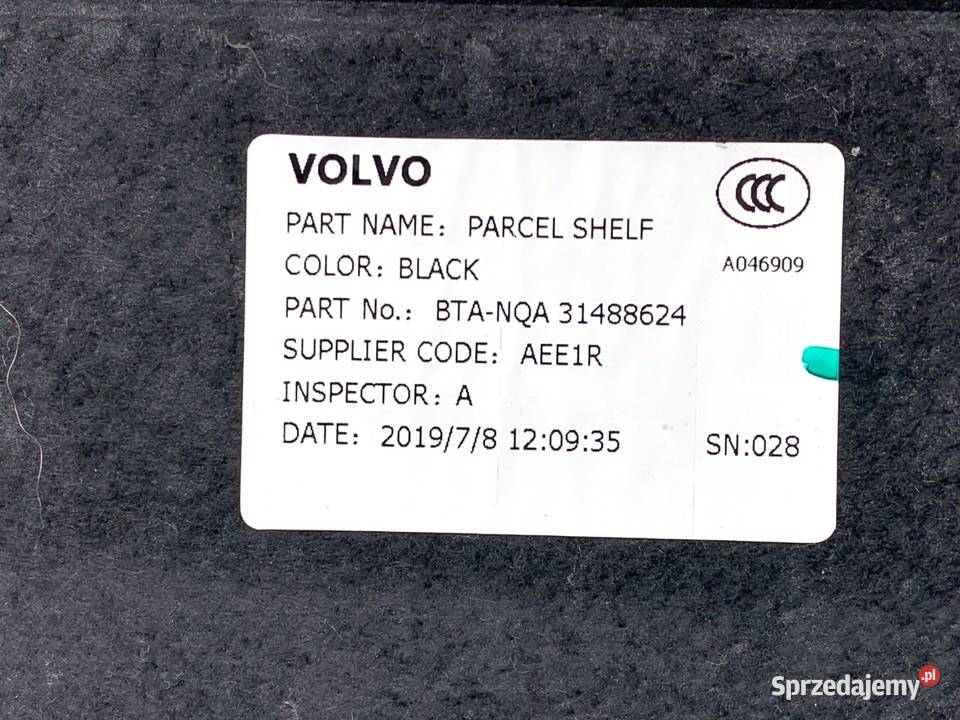 VOLVO
CCC
PART NAME: PARCEL SHELF
COLOR: BLACK
A046909
PART No.: BTA-NQA 31488624
SUPPLIER CODE: AEE1R
INSPECTOR: A
DATE: 2019/7/8 12:09:35
SN:028
Sprzedajemy.pl